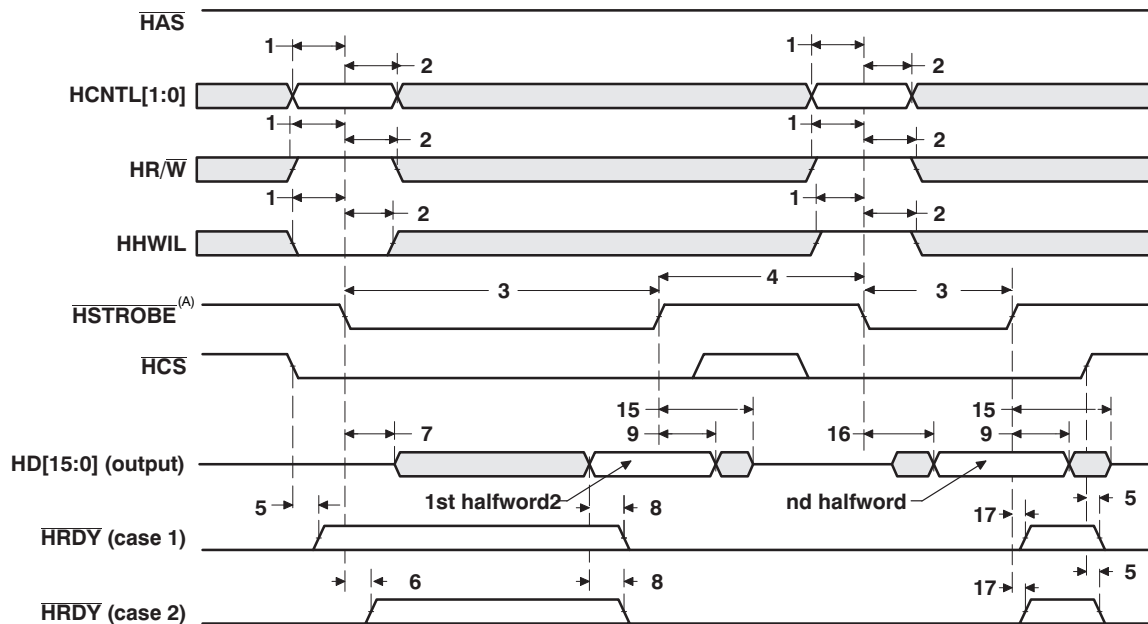 HAS
1 1
2 2
HCNTL[1:0]
1 1
2 2
HR/W
1 1
2 2
HHWIL
4
3 3
HSTROBE(A)
HCS
15 15
7 9 16 9
HD[15:0] (output)
1st halfword2 nd halfword
5 8 17 5
HRDY (case 1)
6 8 17 5
HRDY (case 2)